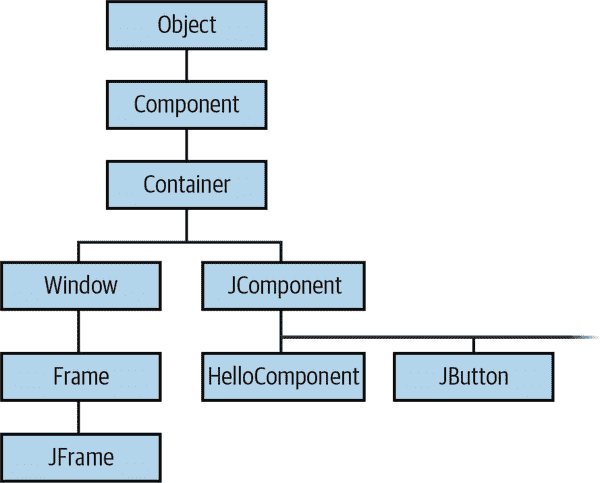 Object
Component
Container
Window
JComponent
Frame
HelloComponent
JButton
JFrame